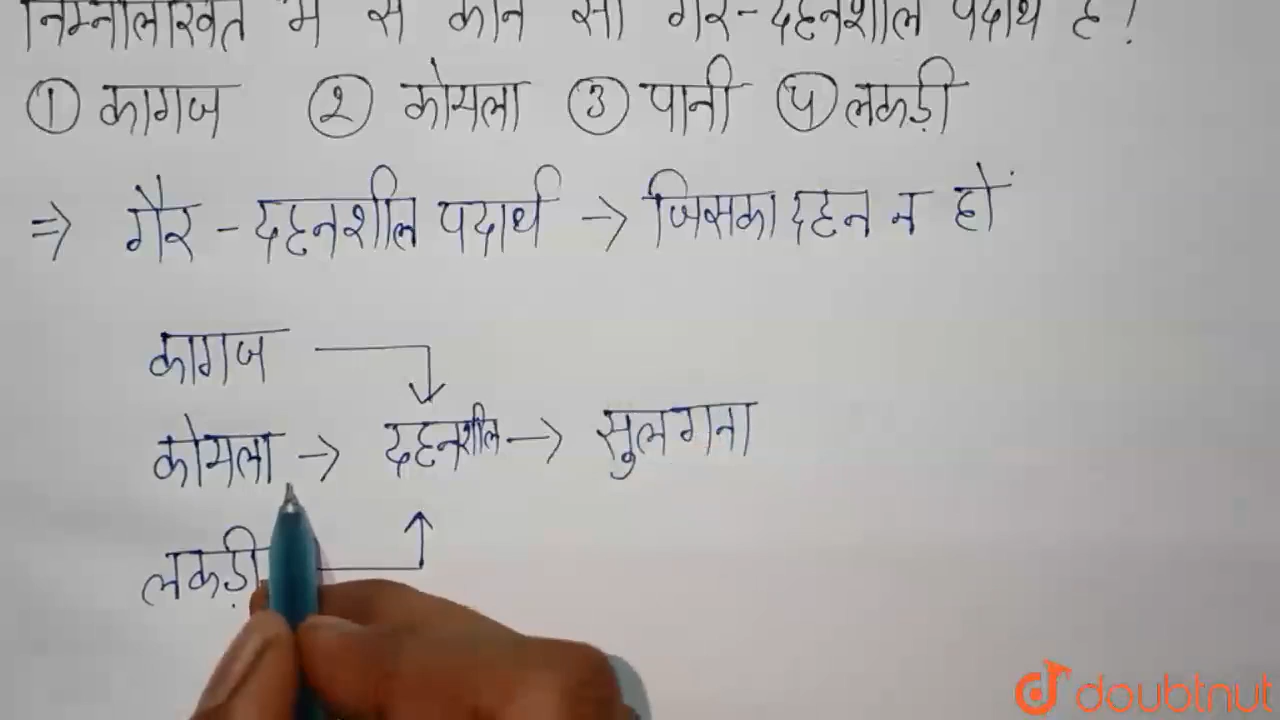 निम्नलिखित में से कौन सा गैर-दहनशील पदार्थ है?
① कागज ② कोयला ③ पानी ④ लकड़ी
⇒ गैर-दहनशील पदार्थ → जिसका दहन न हों
कागज
कोयला → दहनशील → सुलगना
लकड़ी
doubtnut